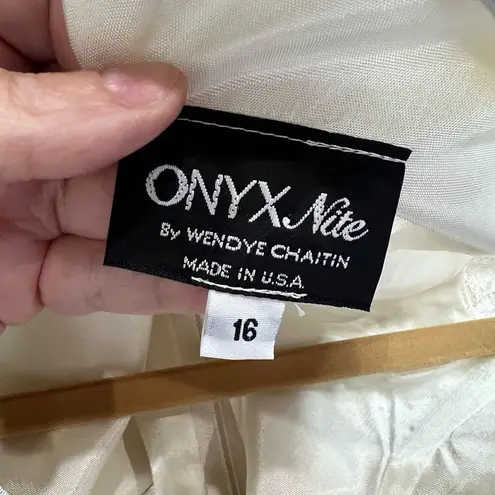 ONYX Nite
By WENDYE CHAITIN
MADE IN U.S.A.
16